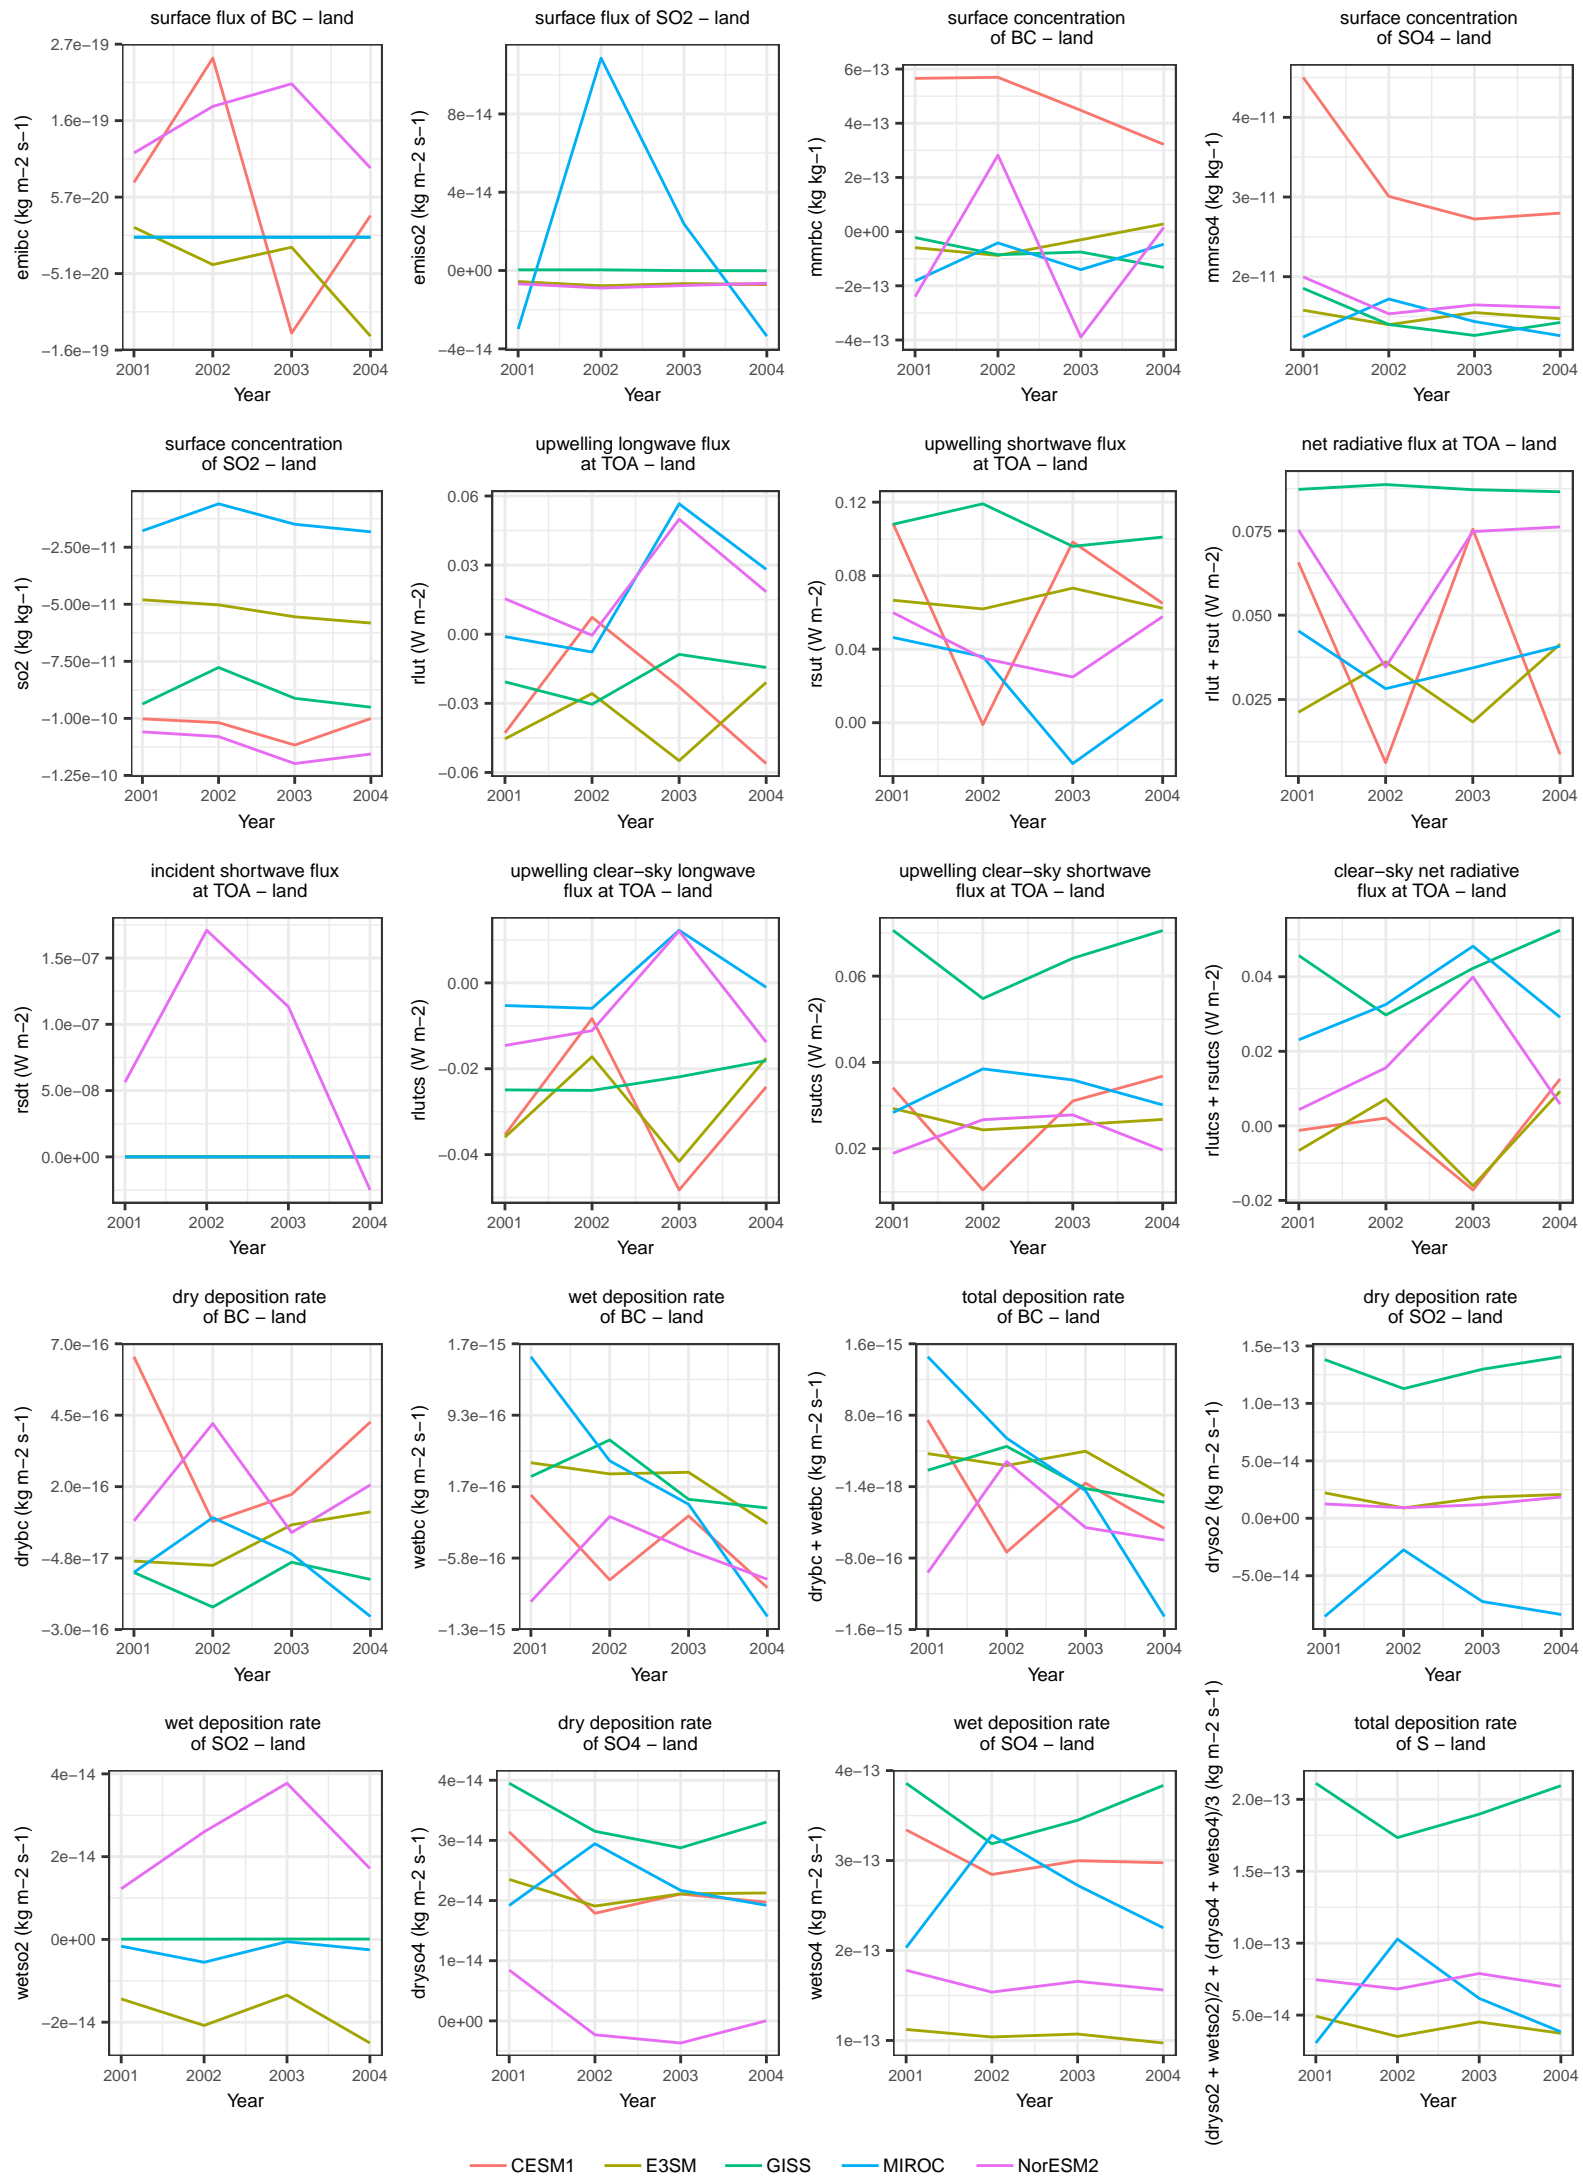 surface flux of BC − land
2.7e−19
1.6e−19
5.7e−20
−5.1e−20
−1.6e−19
emibc (kg m−2 s−1)
2001 2002 2003 2004
Year
surface flux of SO2 − land
8e−14
4e−14
0e+00
−4e−14
emiso2 (kg m−2 s−1)
2001 2002 2003 2004
Year
surface concentration
of BC − land
6e−13
4e−13
2e−13
0e+00
−2e−13
−4e−13
mmrbc (kg kg−1)
2001 2002 2003 2004
Year
surface concentration
of SO4 − land
4e−11
3e−11
2e−11
mmrso4 (kg kg−1)
2001 2002 2003 2004
Year
surface concentration
of SO2 − land
−2.50e−11
−5.00e−11
−7.50e−11
−1.00e−10
−1.25e−10
so2 (kg kg−1)
2001 2002 2003 2004
Year
upwelling longwave flux
at TOA − land
0.06
0.03
0.00
−0.03
−0.06
rlut (W m−2)
2001 2002 2003 2004
Year
upwelling shortwave flux
at TOA − land
0.12
0.08
0.04
0.00
rsut (W m−2)
2001 2002 2003 2004
Year
net radiative flux at TOA − land
0.075
0.050
0.025
rlut + rsut (W m−2)
2001 2002 2003 2004
Year
incident shortwave flux
at TOA − land
1.5e−07
1.0e−07
5.0e−08
0.0e+00
rsdt (W m−2)
2001 2002 2003 2004
Year
upwelling clear−sky longwave
flux at TOA − land
0.00
−0.02
−0.04
rlutcs (W m−2)
2001 2002 2003 2004
Year
upwelling clear−sky shortwave
flux at TOA − land
0.06
0.04
0.02
rsutcs (W m−2)
2001 2002 2003 2004
Year
clear−sky net radiative
flux at TOA − land
0.04
0.02
0.00
−0.02
rlutcs + rsutcs (W m−2)
2001 2002 2003 2004
Year
dry deposition rate
of BC − land
7.0e−16
4.5e−16
2.0e−16
−4.8e−17
−3.0e−16
drybc (kg m−2 s−1)
2001 2002 2003 2004
Year
wet deposition rate
of BC − land
1.7e−15
9.3e−16
1.7e−16
−5.8e−16
−1.3e−15
wetbc (kg m−2 s−1)
2001 2002 2003 2004
Year
total deposition rate
of BC − land
1.6e−15
8.0e−16
−1.4e−18
−8.0e−16
−1.6e−15
drybc + wetbc (kg m−2 s−1)
2001 2002 2003 2004
Year
dry deposition rate
of SO2 − land
1.5e−13
1.0e−13
5.0e−14
0.0e+00
−5.0e−14
dryso2 (kg m−2 s−1)
2001 2002 2003 2004
Year
wet deposition rate
of SO2 − land
4e−14
2e−14
0e+00
−2e−14
wetso2 (kg m−2 s−1)
2001 2002 2003 2004
Year
dry deposition rate
of SO4 − land
4e−14
3e−14
2e−14
1e−14
0e+00
dryso4 (kg m−2 s−1)
2001 2002 2003 2004
Year
wet deposition rate
of SO4 − land
4e−13
3e−13
2e−13
1e−13
wetso4 (kg m−2 s−1)
2001 2002 2003 2004
Year
total deposition rate
of S − land
2.0e−13
1.5e−13
1.0e−13
5.0e−14
(dryso2 + wetso2)/2 + (dryso4 + wetso4)/3 (kg m−2 s−1)
2001 2002 2003 2004
Year
CESM1 E3SM GISS MIROC NorESM2